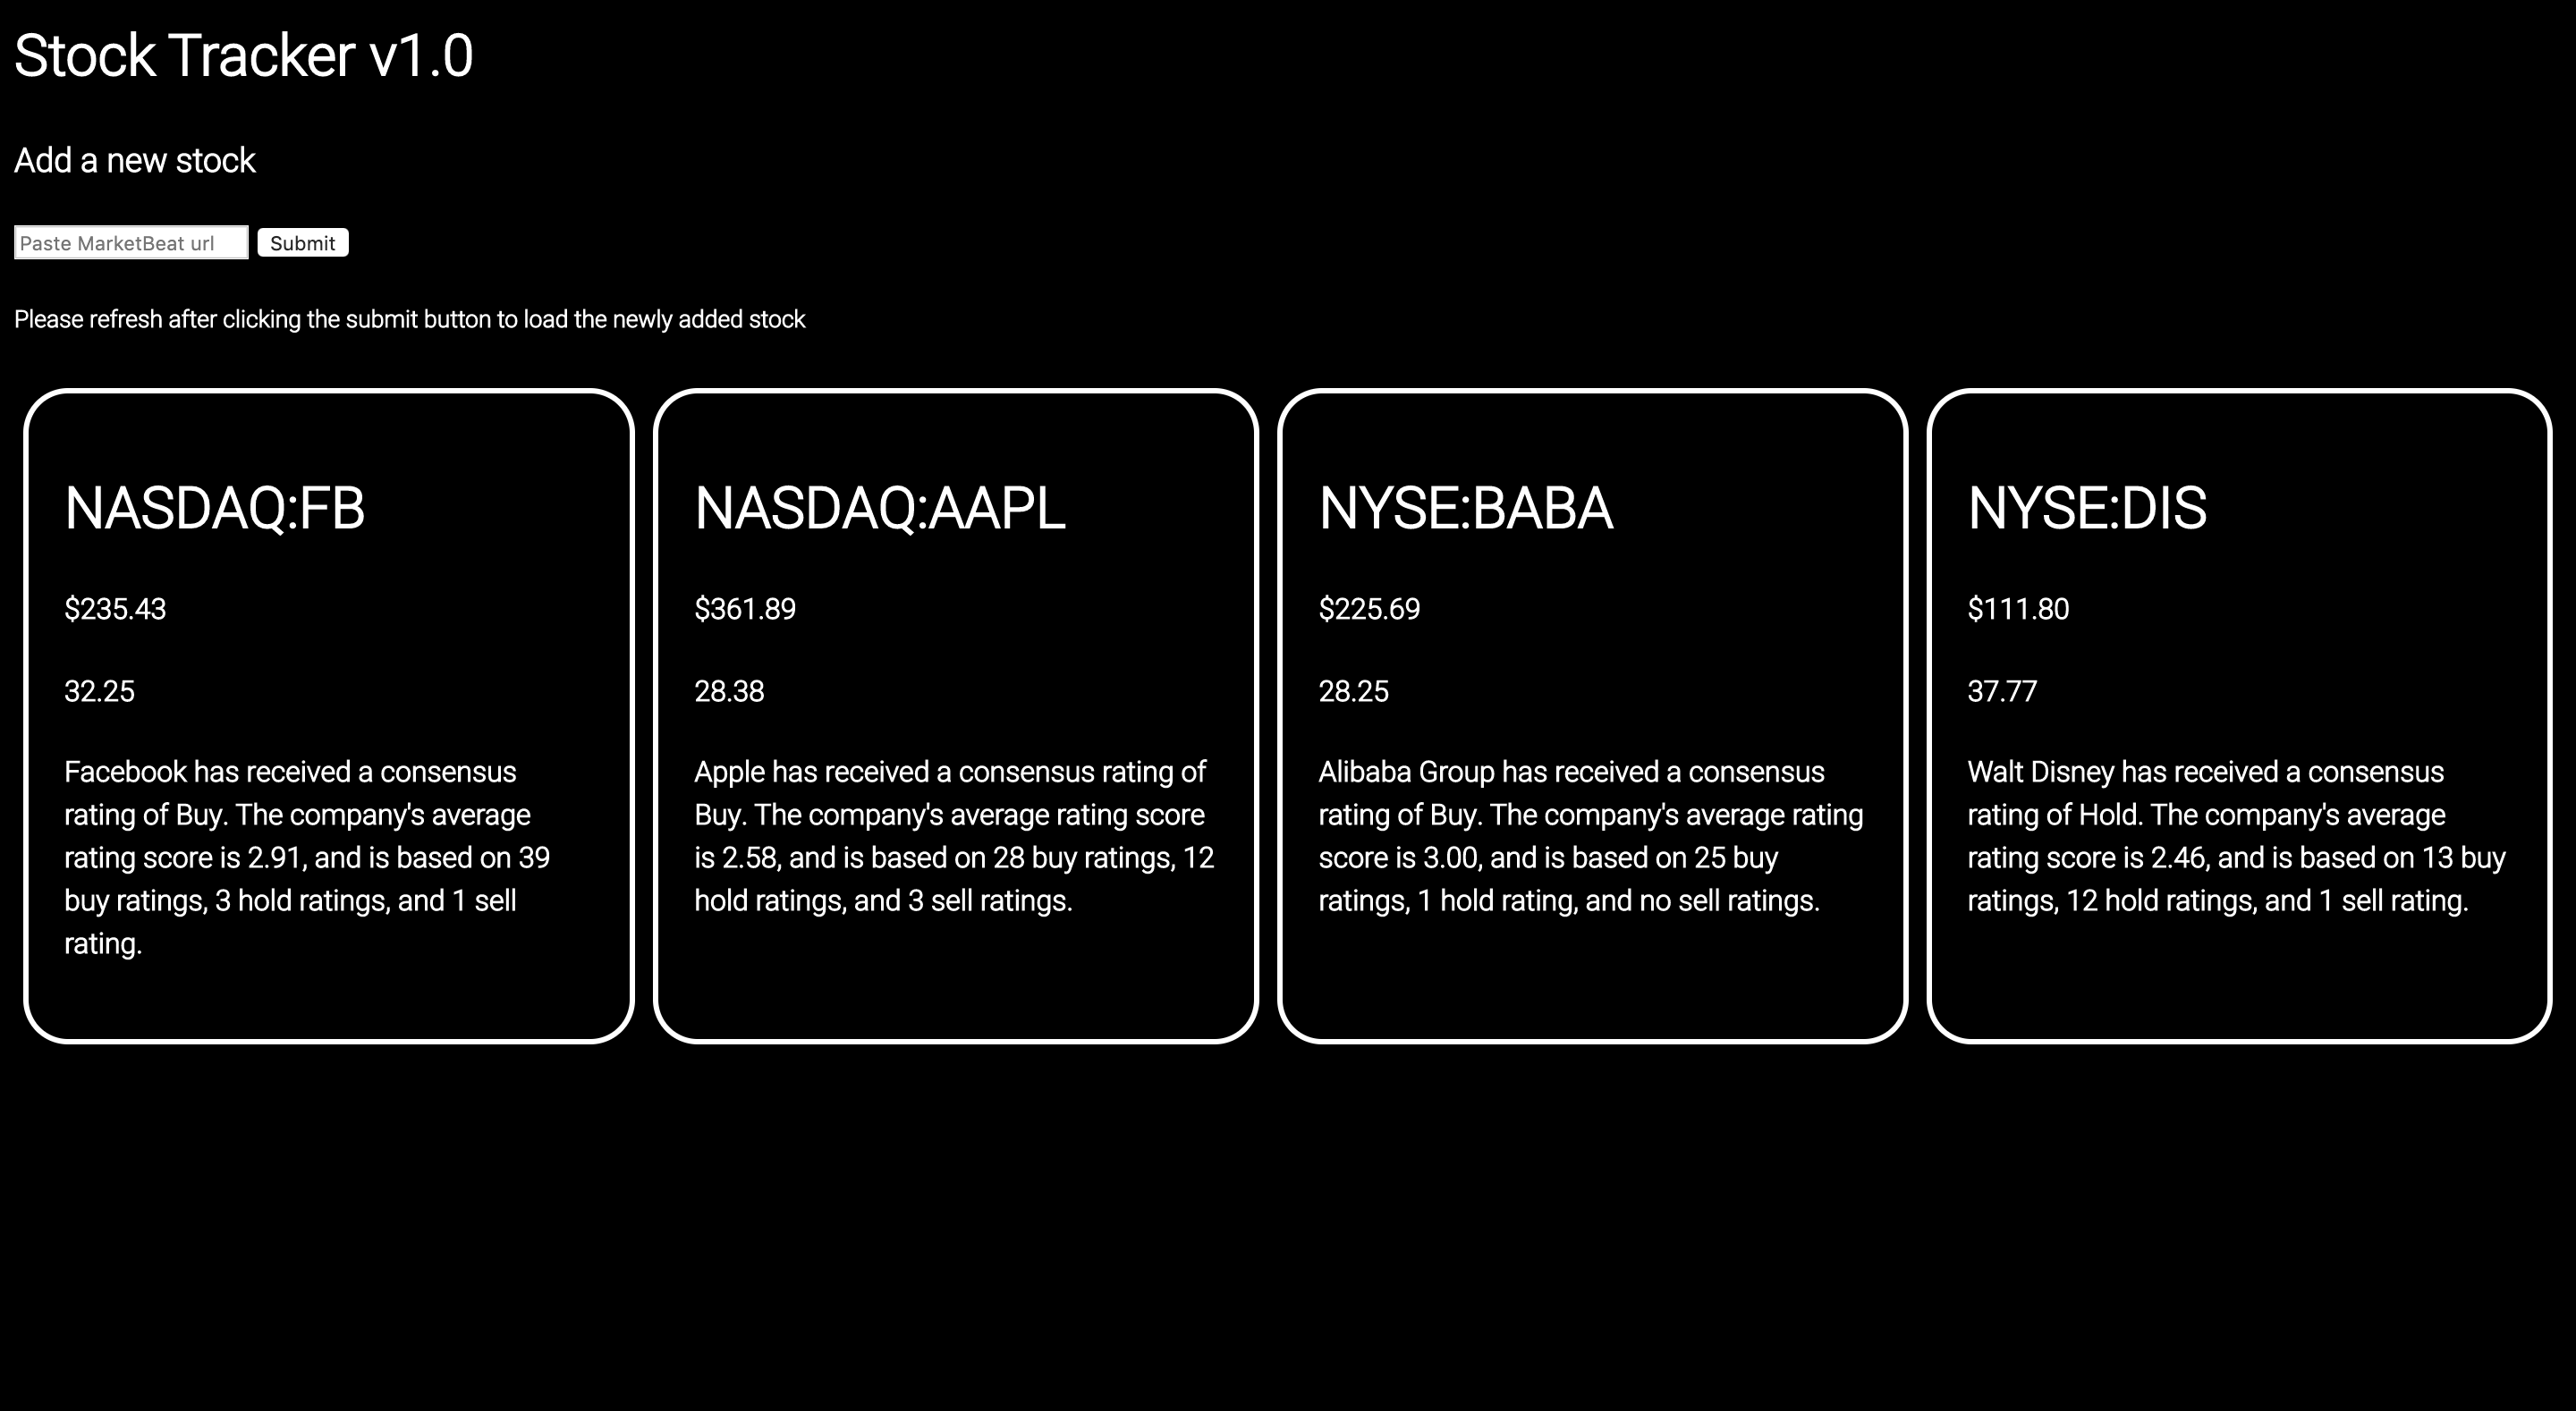 Stock Tracker v1.0
Add a new stock
Paste MarketBeat url
Submit
Please refresh after clicking the submit button to load the newly added stock
NASDAQ:FB
$235.43
32.25
Facebook has received a consensus
rating of Buy. The company's average
rating score is 2.91, and is based on 39
buy ratings, 3 hold ratings, and 1 sell
rating.
NASDAQ:AAPL
$361.89
28.38
Apple has received a consensus rating of
Buy. The company's average rating score
is 2.58, and is based on 28 buy ratings, 12
hold ratings, and 3 sell ratings.
NYSE:BABA
$225.69
28.25
Alibaba Group has received a consensus
rating of Buy. The company's average rating
score is 3.00, and is based on 25 buy
ratings, 1 hold rating, and no sell ratings.
NYSE:DIS
$111.80
37.77
Walt Disney has received a consensus
rating of Hold. The company's average
rating score is 2.46, and is based on 13 buy
ratings, 12 hold ratings, and 1 sell rating.